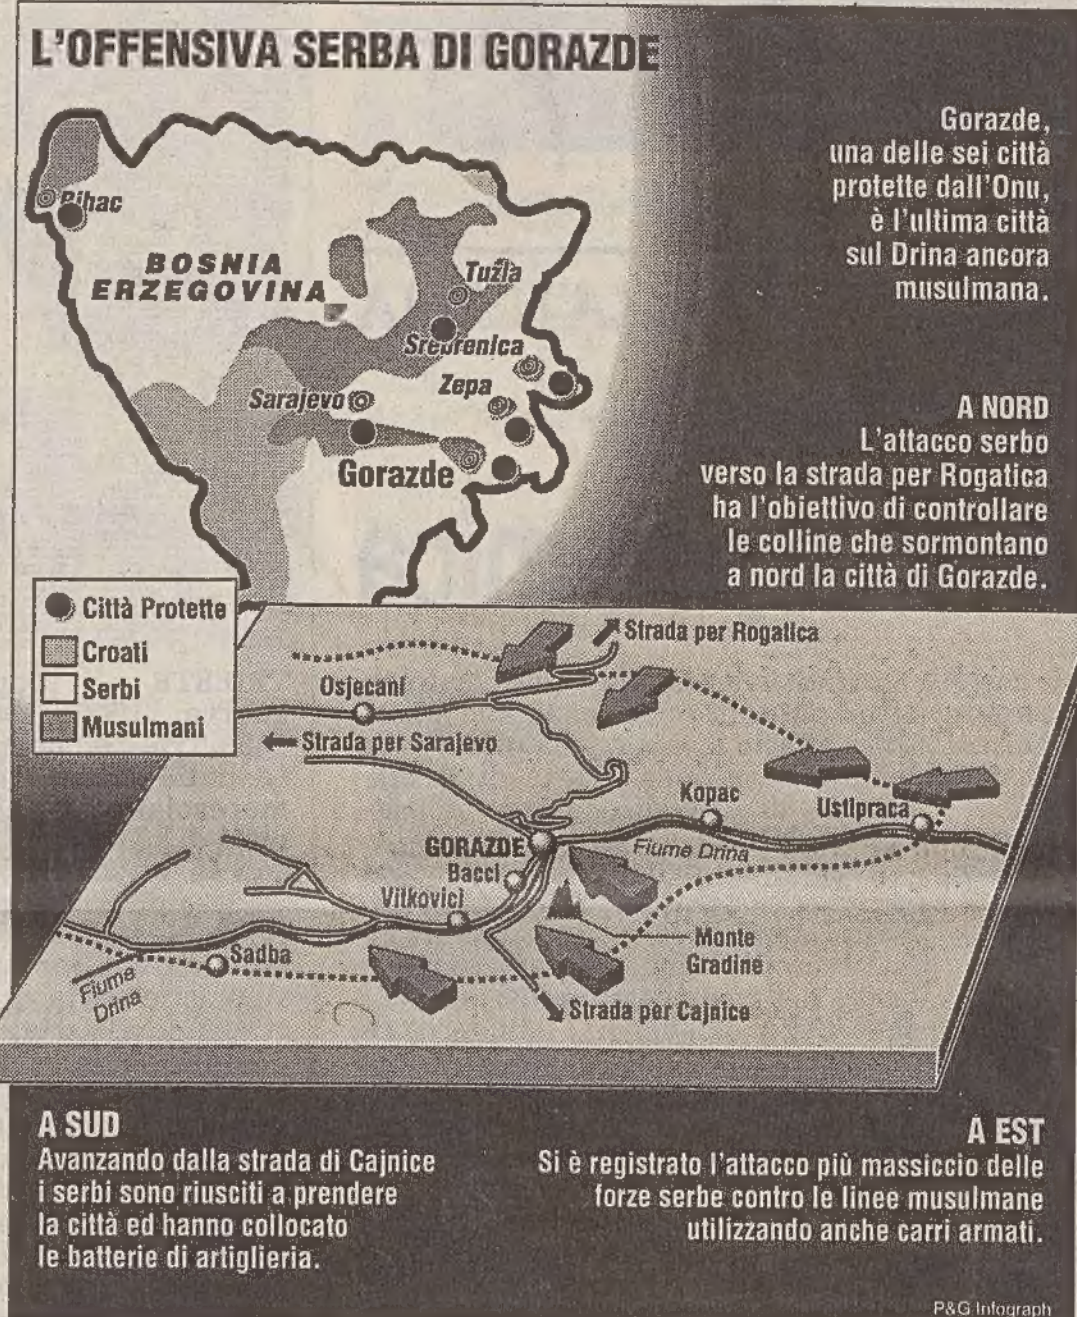 L'OFFENSIVA SERBA DI GORAZDE
Gorazde,
una delle sei città
protette dall'Onu,
è l'ultima città
sul Drina ancora
musulmana.
Bihac
BOSNIA
ERZEGOVINA
Tuzla
Srebrenica
Zepa
Sarajevo
Gorazde
A NORD
L'attacco serbo
verso la strada per Rogatica
ha l'obiettivo di controllare
le colline che sormontano
a nord la città di Gorazde.
Città Protette
Croati
Serbi
Musulmani
Strada per Rogatica
Osjecani
Strada per Sarajevo
Kopac
Ustipraca
GORAZDE
Fiume Drina
Bacci
Vitkovici
Monte
Gradine
Sadba
Fiume
Drina
Strada per Cajnice
A SUD
Avanzando dalla strada di Cajnice
i serbi sono riusciti a prendere
la città ed hanno collocato
le batterie di artiglieria.
A EST
Si è registrato l'attacco più massiccio delle
forze serbe contro le linee musulmane
utilizzando anche carri armati.
P&G Infograph